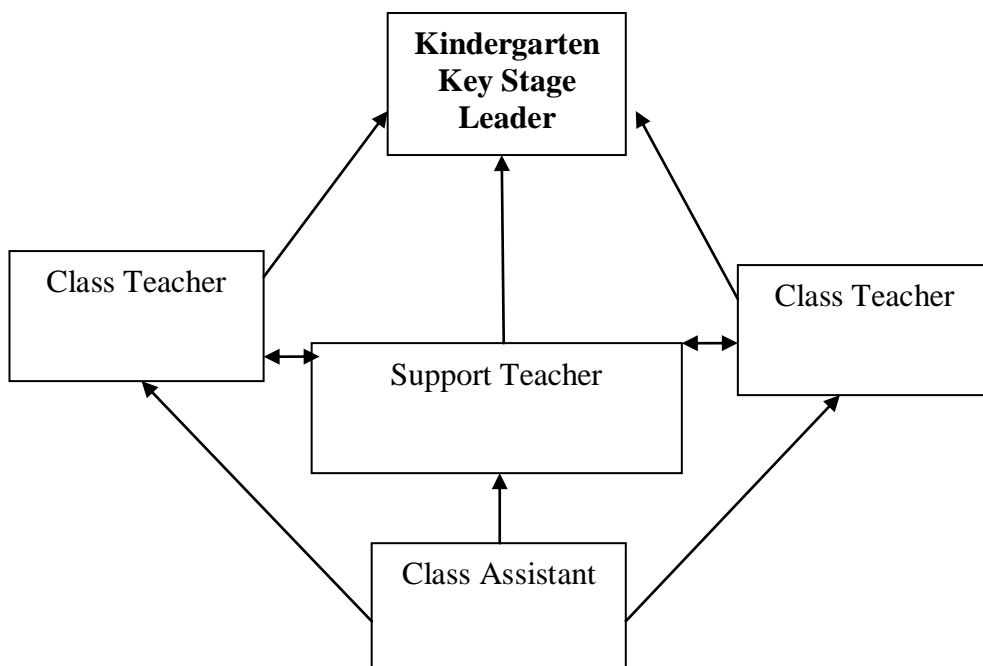 Kindergarten
Key Stage
Leader
Class Teacher
Class Teacher
Support Teacher
Class Assistant